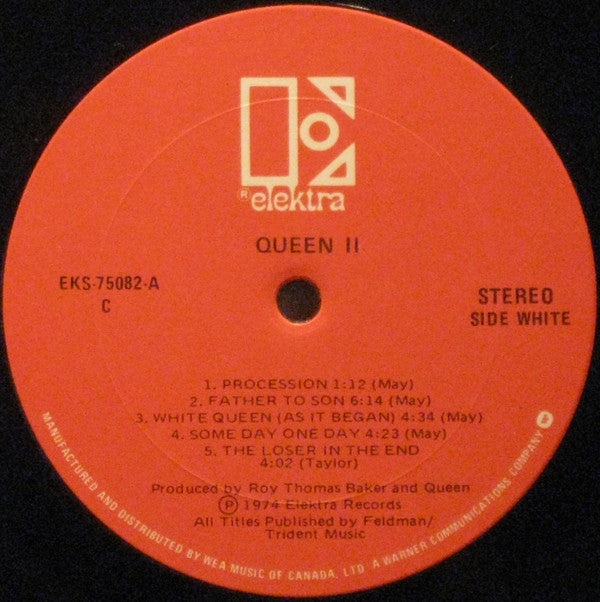 ® elektra
QUEEN II
EKS-75082-A
C
STEREO
SIDE WHITE
1. PROCESSION 1:12 (May)
2. FATHER TO SON 6:14 (May)
3. WHITE QUEEN (AS IT BEGAN) 4:34 (May)
4. SOME DAY ONE DAY 4:23 (May)
5. THE LOSER IN THE END
4:02 (Taylor)
Produced by Roy Thomas Baker and Queen
℗ 1974 Elektra Records
All Titles Published by Feldman/
Trident Music
MANUFACTURED AND DISTRIBUTED BY WEA MUSIC OF CANADA, LTD. A WARNER COMMUNICATIONS COMPANY